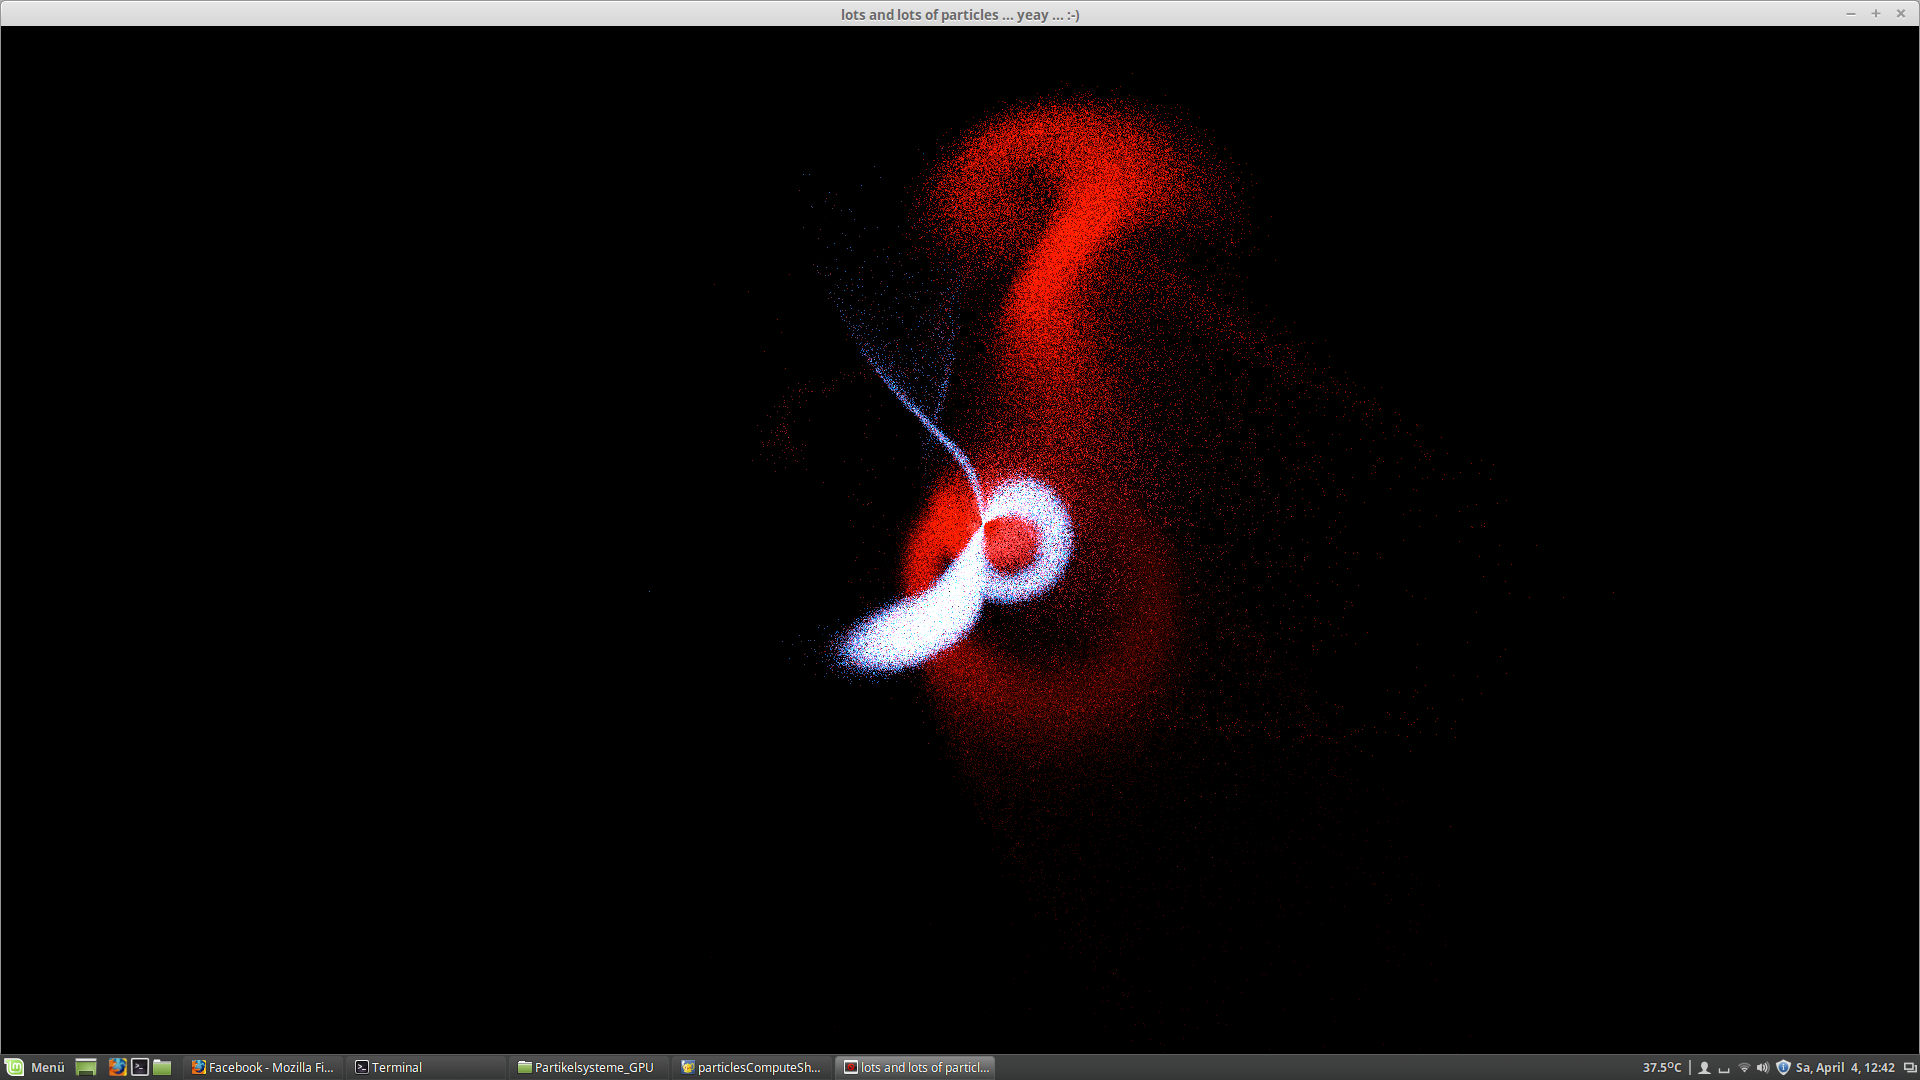 lots and lots of particles ... yeay ... :-)
Menü Facebook - Mozilla Fi... Terminal Partikelsysteme_GPU particlesComputeSh... lots and lots of particl... 37.5°C Sa, April 4, 12:42